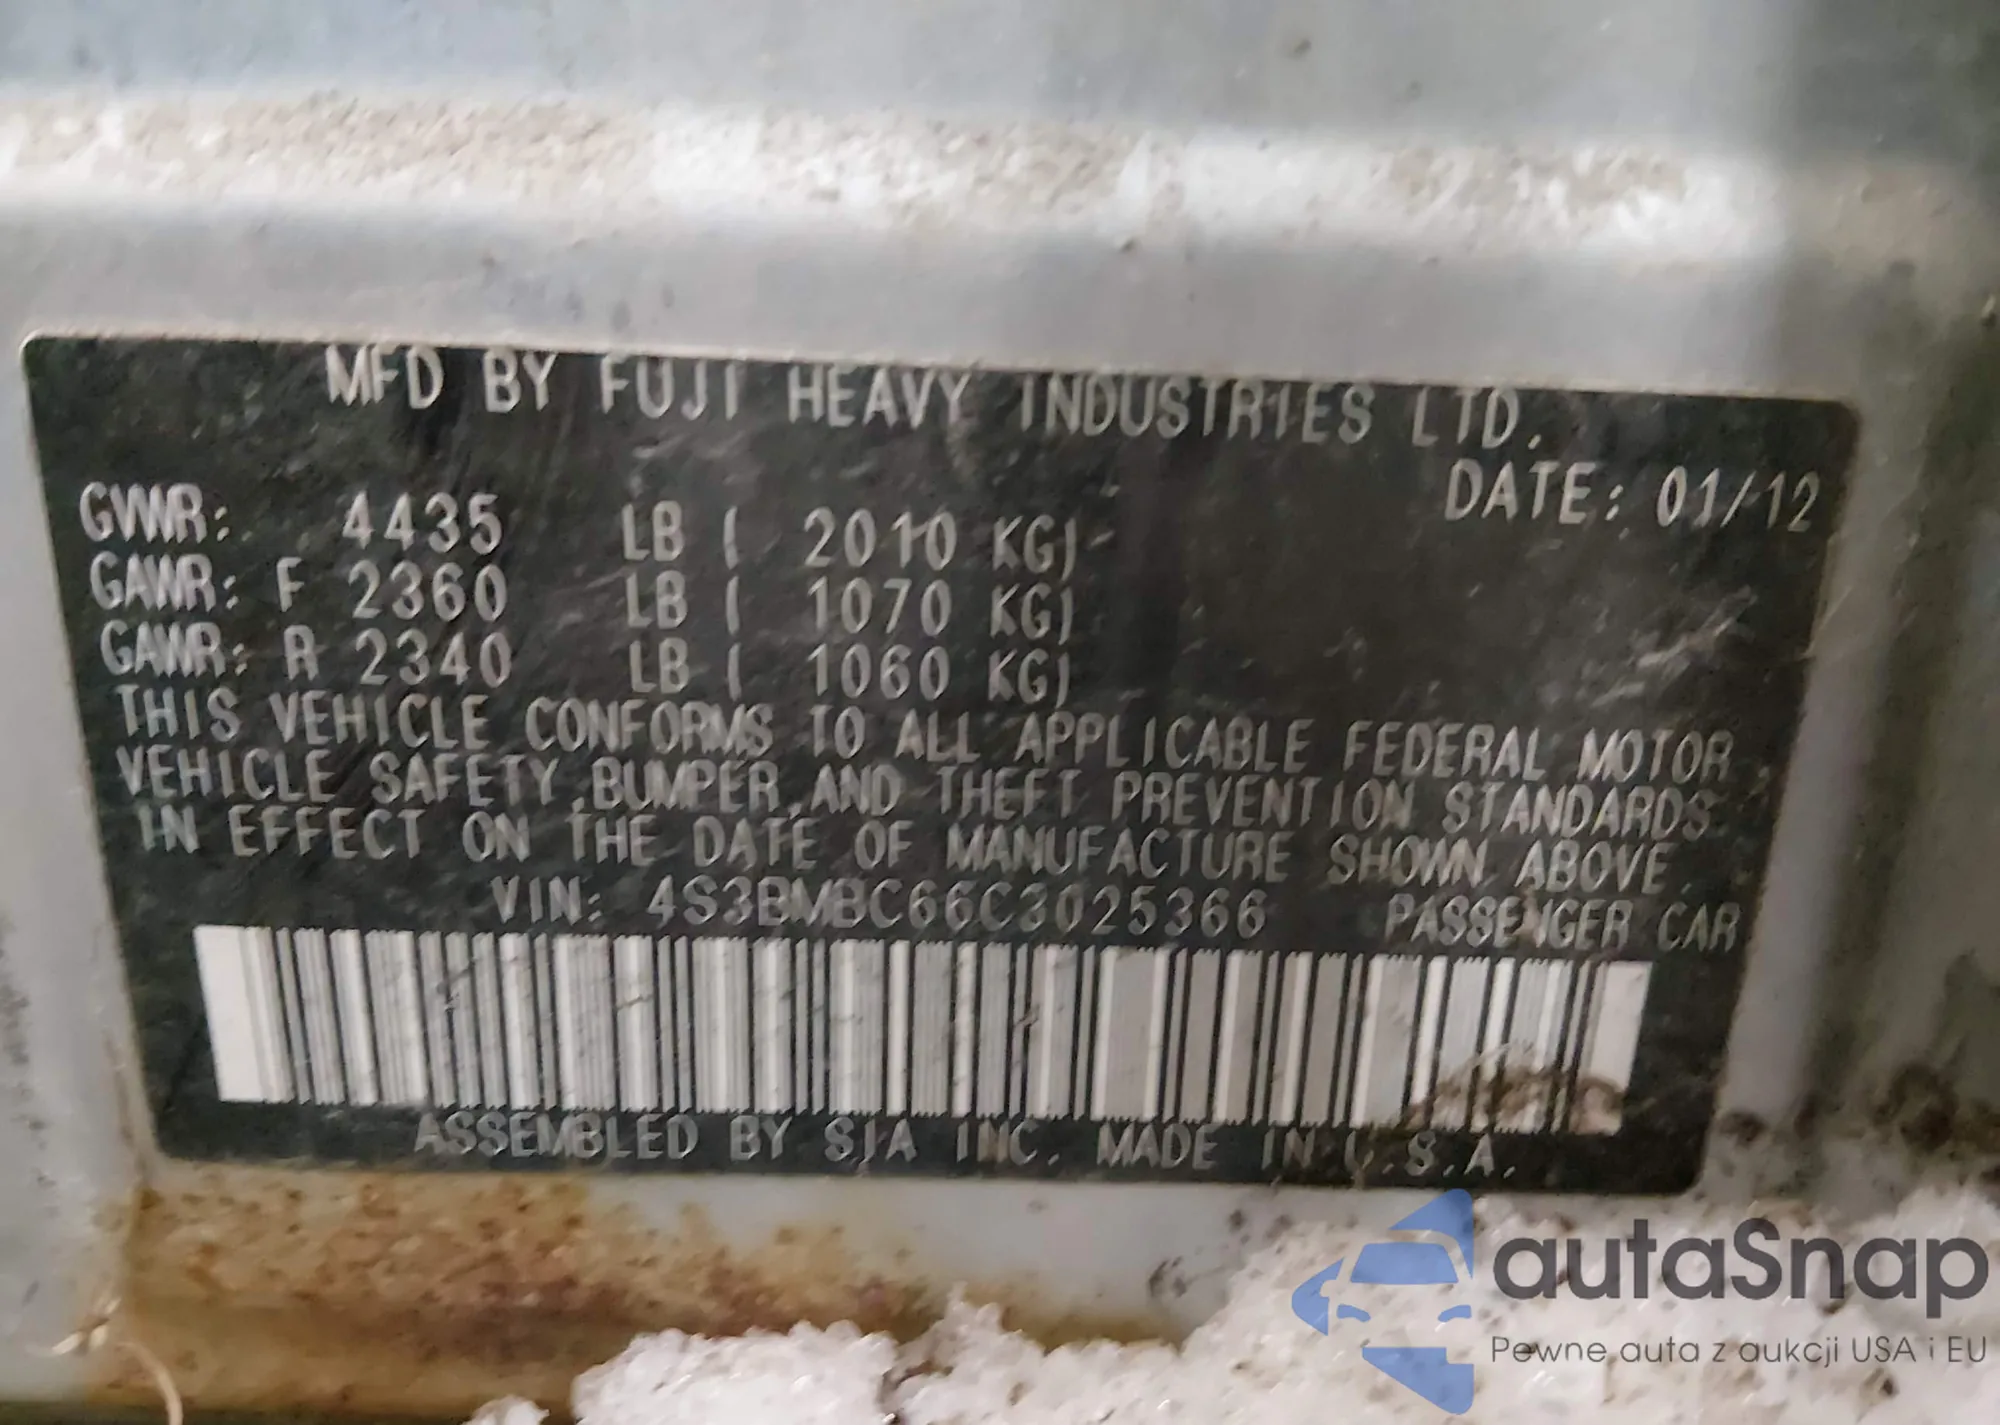 MFD BY FUJI HEAVY INDUSTRIES LTD.
DATE: 01/12
GVWR: 4435 LB ( 2010 KG)
GAWR: F 2360 LB ( 1070 KG)
GAWR: R 2340 LB ( 1060 KG)
THIS VEHICLE CONFORMS TO ALL APPLICABLE FEDERAL MOTOR
VEHICLE SAFETY,BUMPER,AND THEFT PREVENTION STANDARDS
IN EFFECT ON THE DATE OF MANUFACTURE SHOWN ABOVE.
VIN: 4S3BMBC66C3025366 PASSENGER CAR
ASSEMBLED BY SIA INC. MADE IN U.S.A.
autaSnap
Pewne auta z aukcji USA i EU